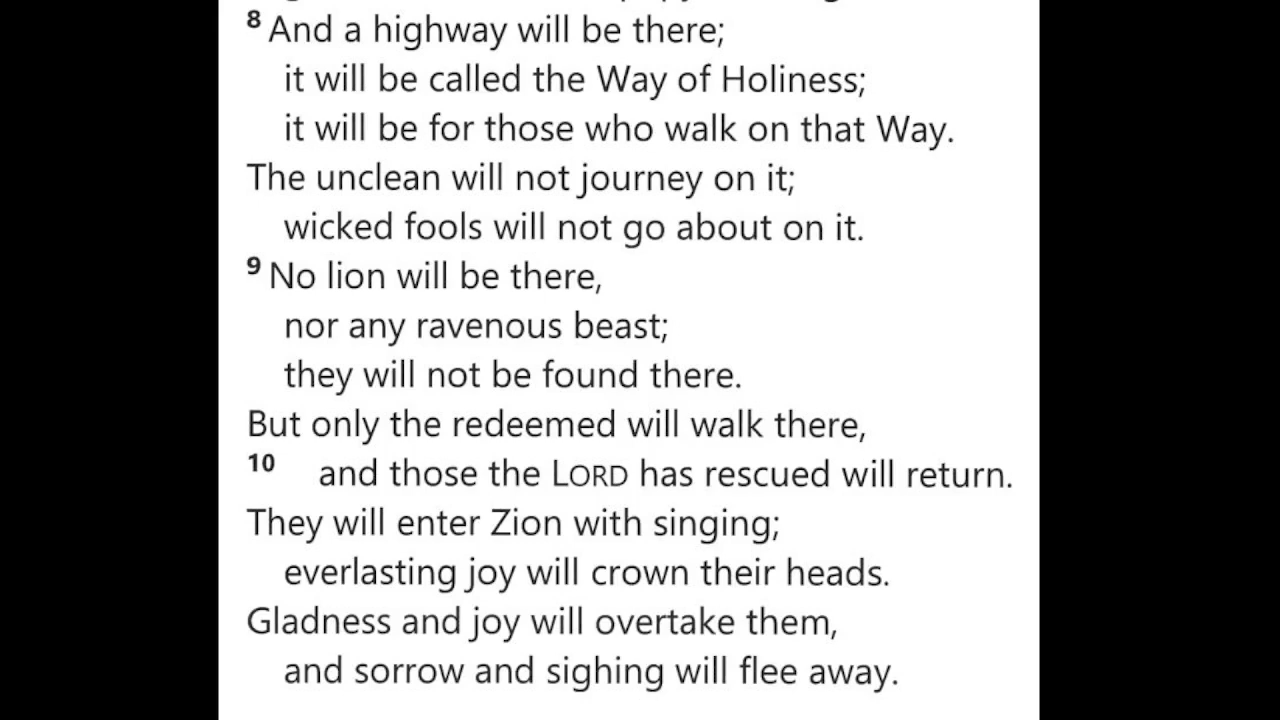 8 And a highway will be there;
it will be called the Way of Holiness;
it will be for those who walk on that Way.
The unclean will not journey on it;
wicked fools will not go about on it.
9 No lion will be there,
nor any ravenous beast;
they will not be found there.
But only the redeemed will walk there,
10 and those the LORD has rescued will return.
They will enter Zion with singing;
everlasting joy will crown their heads.
Gladness and joy will overtake them,
and sorrow and sighing will flee away.